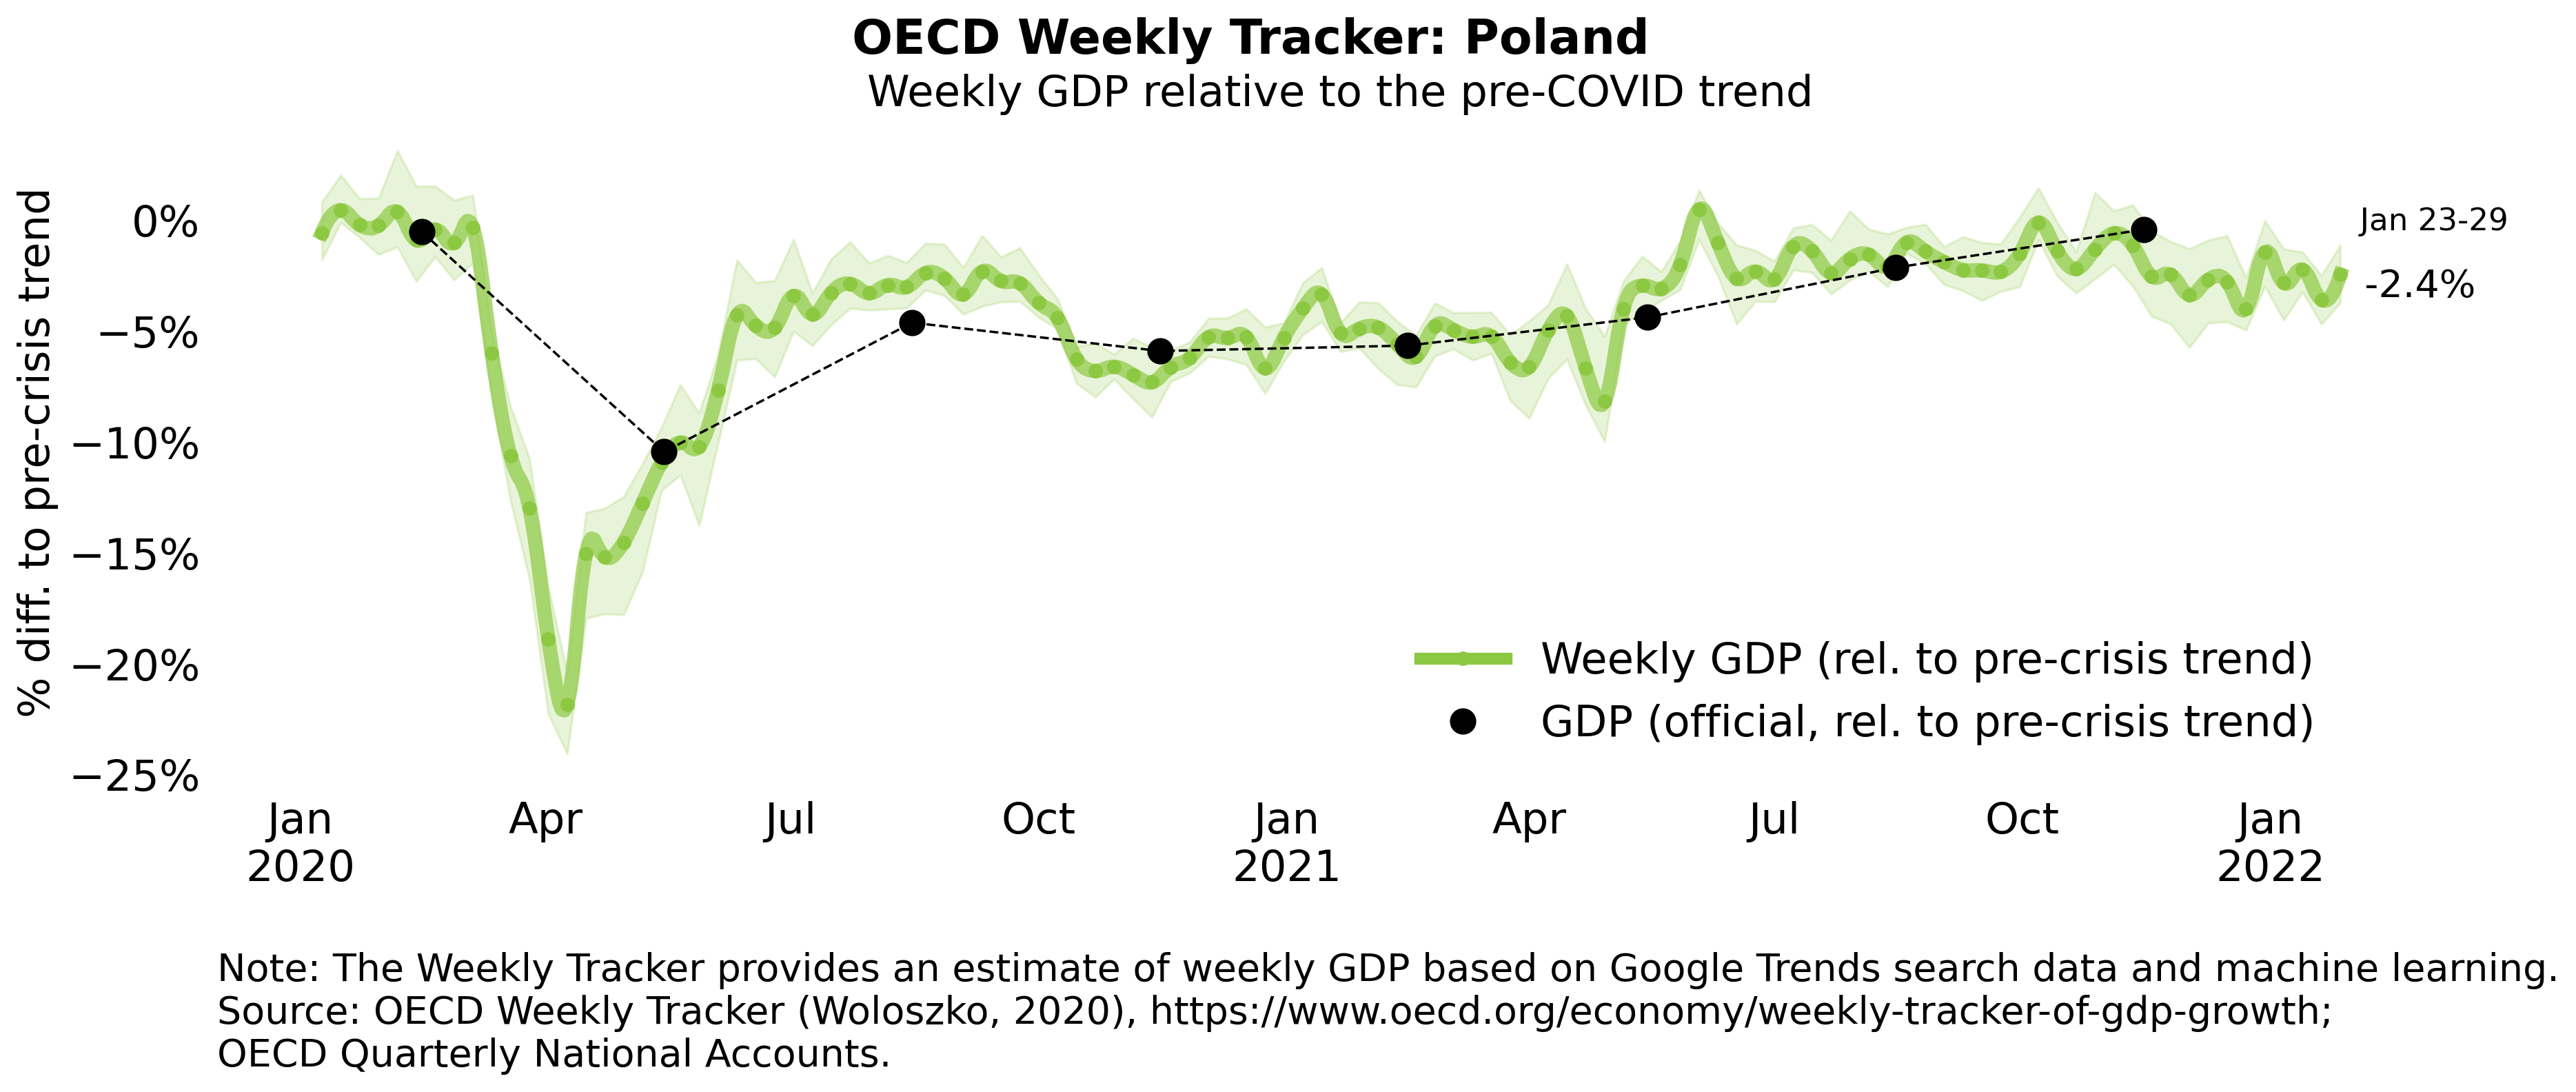 OECD Weekly Tracker: Poland
Weekly GDP relative to the pre-COVID trend
% diff. to pre-crisis trend
0%
−5%
−10%
−15%
−20%
−25%
Jan 23-29
-2.4%
Weekly GDP (rel. to pre-crisis trend)
GDP (official, rel. to pre-crisis trend)
Jan Apr Jul Oct Jan Apr Jul Oct Jan
2020 2021 2022
Note: The Weekly Tracker provides an estimate of weekly GDP based on Google Trends search data and machine learning.
Source: OECD Weekly Tracker (Woloszko, 2020), https://www.oecd.org/economy/weekly-tracker-of-gdp-growth;
OECD Quarterly National Accounts.